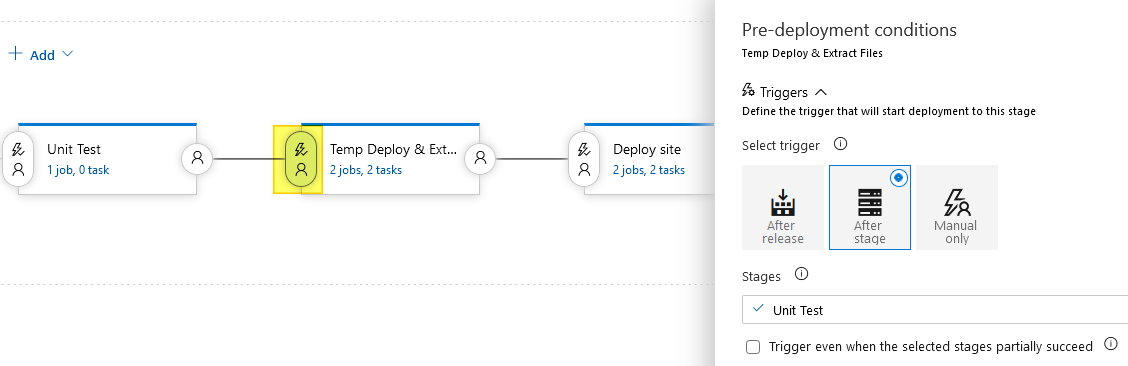 Add
Unit Test
1 job, 0 task
Temp Deploy & Ext...
2 jobs, 2 tasks
Deploy site
2 jobs, 2 tasks
Pre-deployment conditions
Temp Deploy & Extract Files
Triggers
Define the trigger that will start deployment to this stage
Select trigger
After
release
After
stage
Manual
only
Stages
Unit Test
Trigger even when the selected stages partially succeed